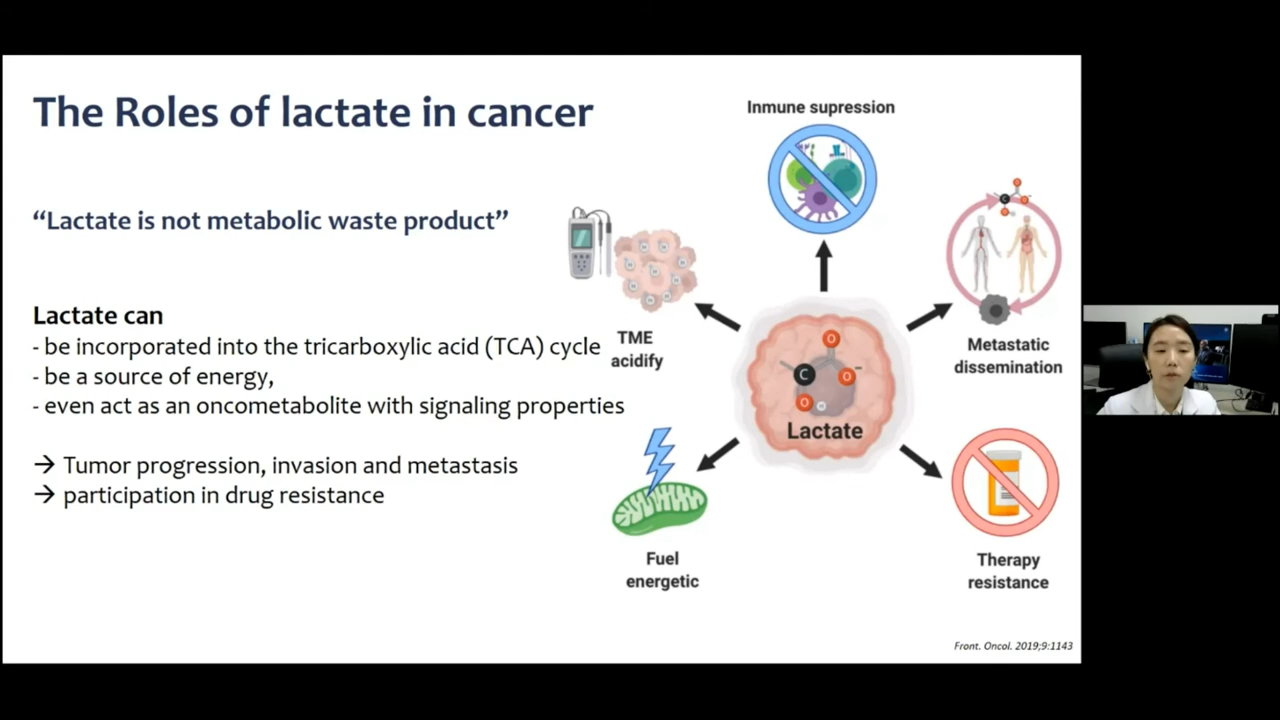 The Roles of lactate in cancer
“Lactate is not metabolic waste product”
Lactate can
- be incorporated into the tricarboxylic acid (TCA) cycle
- be a source of energy,
- even act as an oncometabolite with signaling properties
→ Tumor progression, invasion and metastasis
→ participation in drug resistance
Inmune supression
TME
acidify
Metastatic
dissemination
C
O
O
O
H
Lactate
Fuel
energetic
Therapy
resistance
Front. Oncol. 2019;9:1143